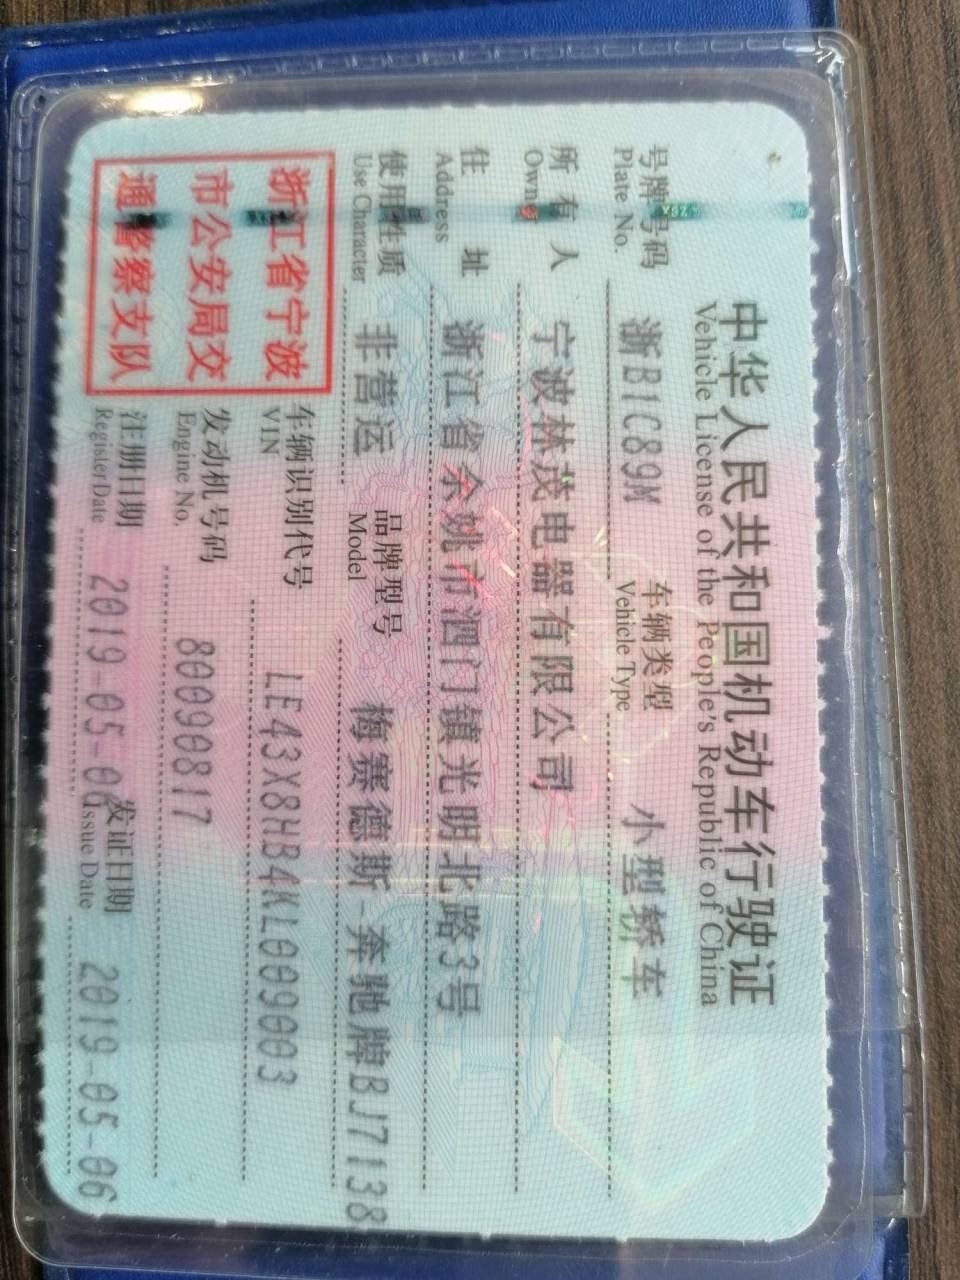 中华人民共和国机动车行驶证
Vehicle License of the People's Republic of China
号牌号码 浙B1C89M 车辆类型 小型轿车
Plate No. Vehicle Type
所有人 宁波林茂电器有限公司
Owner
住址 浙江省余姚市泗门镇光明北路3号
Address
使用性质 非营运 品牌型号 梅赛德斯-奔驰牌BJ7138
Use Character Model
浙江省宁波
市公安局交
通警察支队
车辆识别代号 LE43X8HB4KL009003
VIN
发动机号码 80090817
Engine No.
注册日期 2019-05-06 发证日期 2019-05-06
Register Date Issue Date